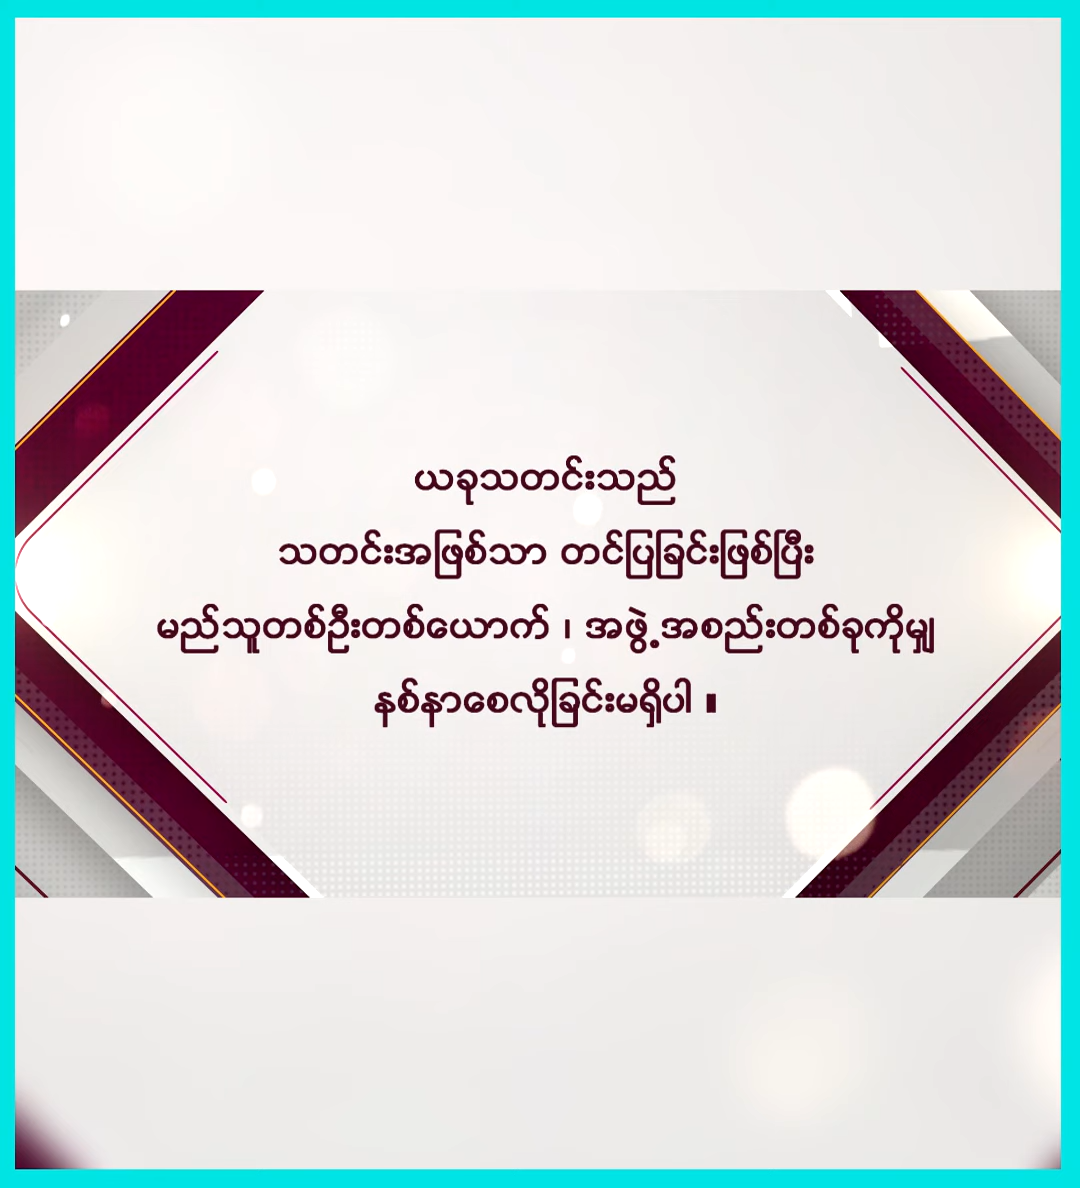 ယခုသတင်းသည်
သတင်းအဖြစ်သာ တင်ပြခြင်းဖြစ်ပြီး
မည်သူတစ်ဦးတစ်ယောက် ၊ အဖွဲ့အစည်းတစ်ခုကိုမျှ
နစ်နာစေလိုခြင်းမရှိပါ ။